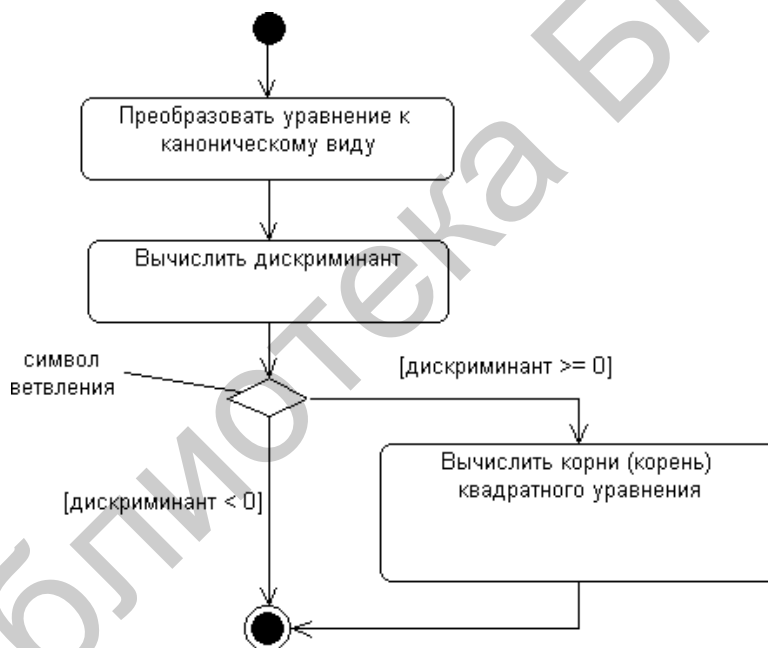 Преобразовать уравнение к
каноническому виду
Вычислить дискриминант
символ
ветвления
[дискриминант >= 0]
Вычислить корни (корень)
квадратного уравнения
[дискриминант < 0]